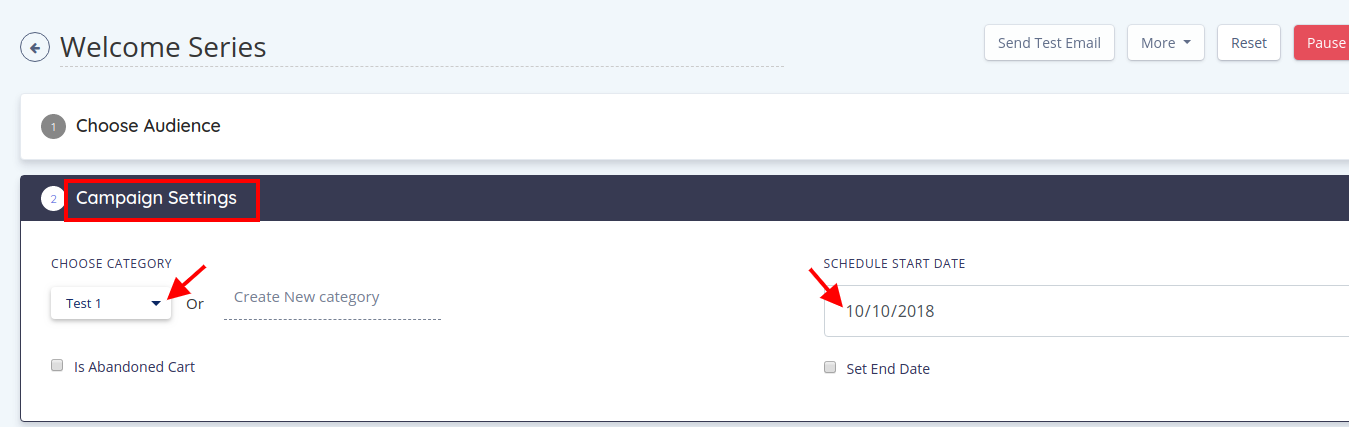 Welcome Series
Send Test Email
More
Reset
Pause
1
Choose Audience
2
Campaign Settings
CHOOSE CATEGORY
Test 1
Or
Create New category
Is Abandoned Cart
SCHEDULE START DATE
10/10/2018
Set End Date